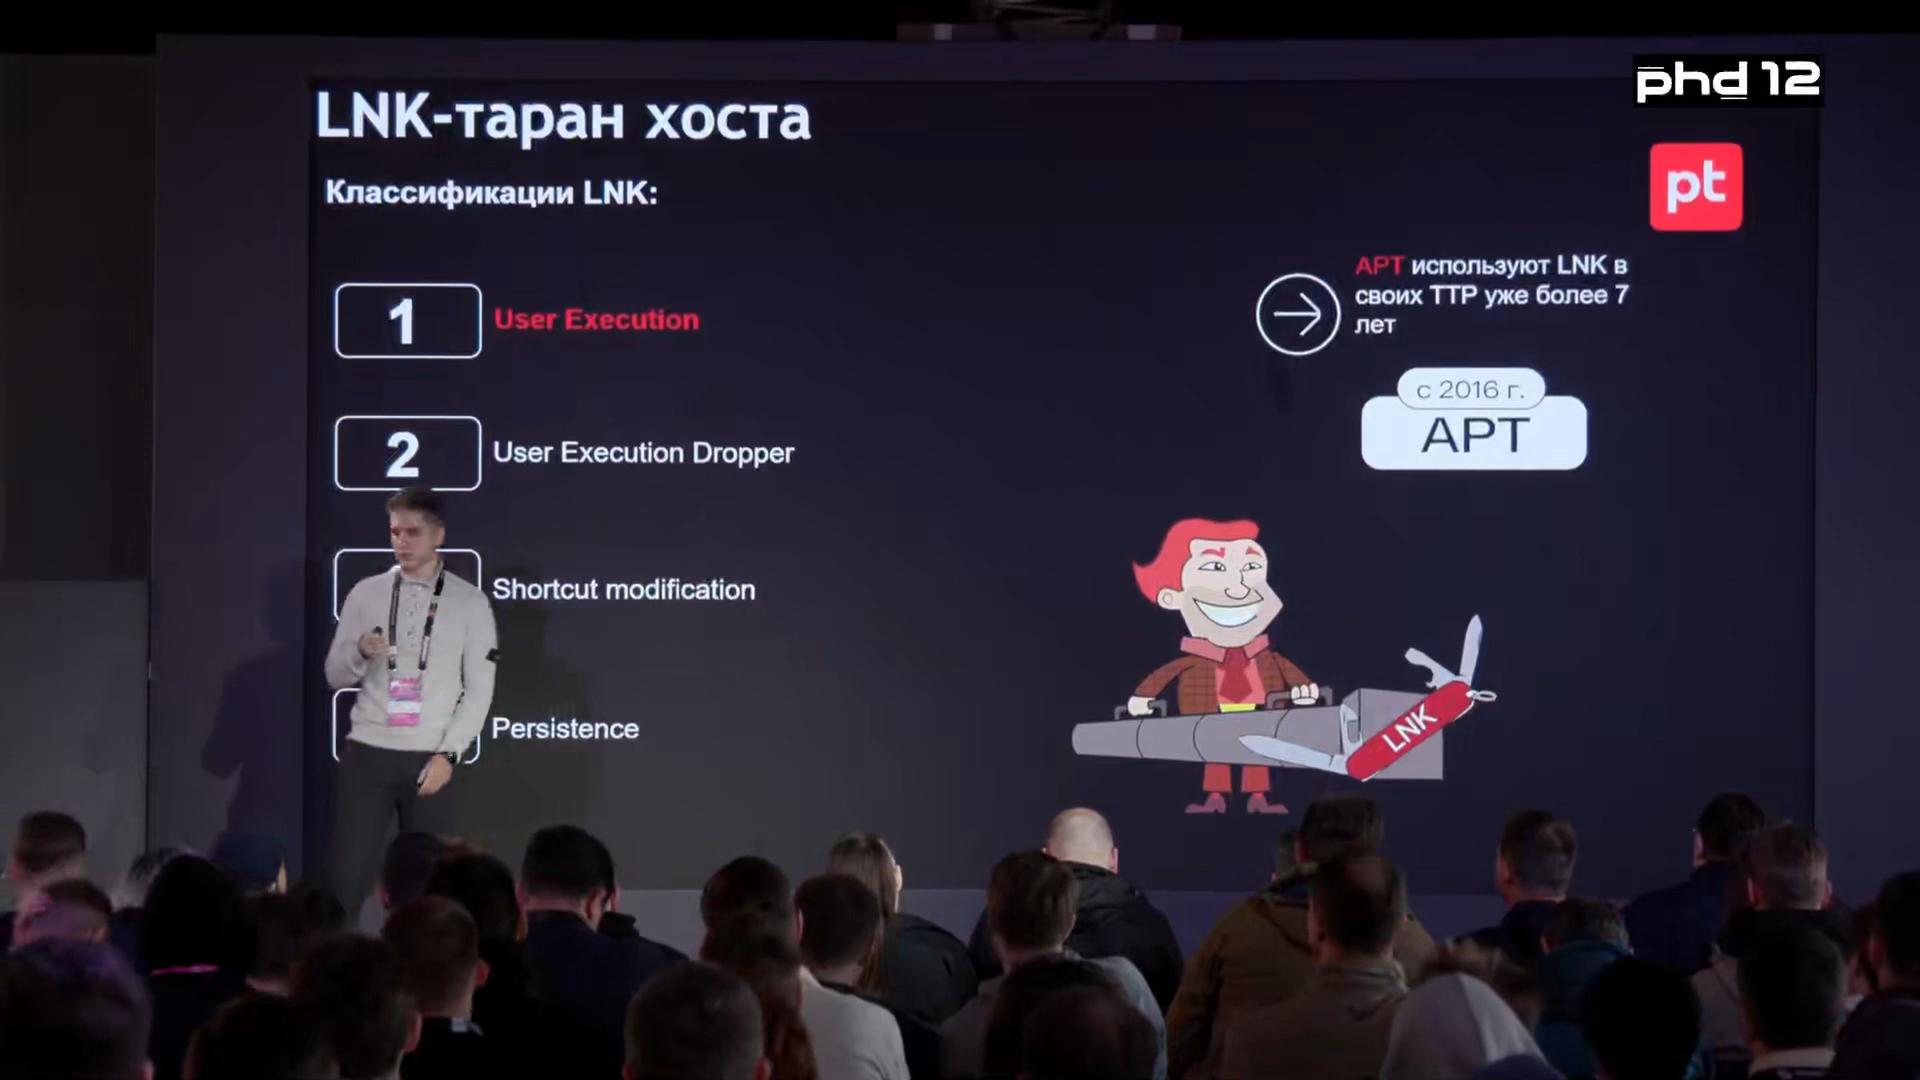 phd 12
LNK-таран хоста
pt
Классификации LNK:
1
User Execution
2
User Execution Dropper
Shortcut modification
Persistence
APT используют LNK в
своих TTP уже более 7
лет
с 2016 г.
APT
LNK